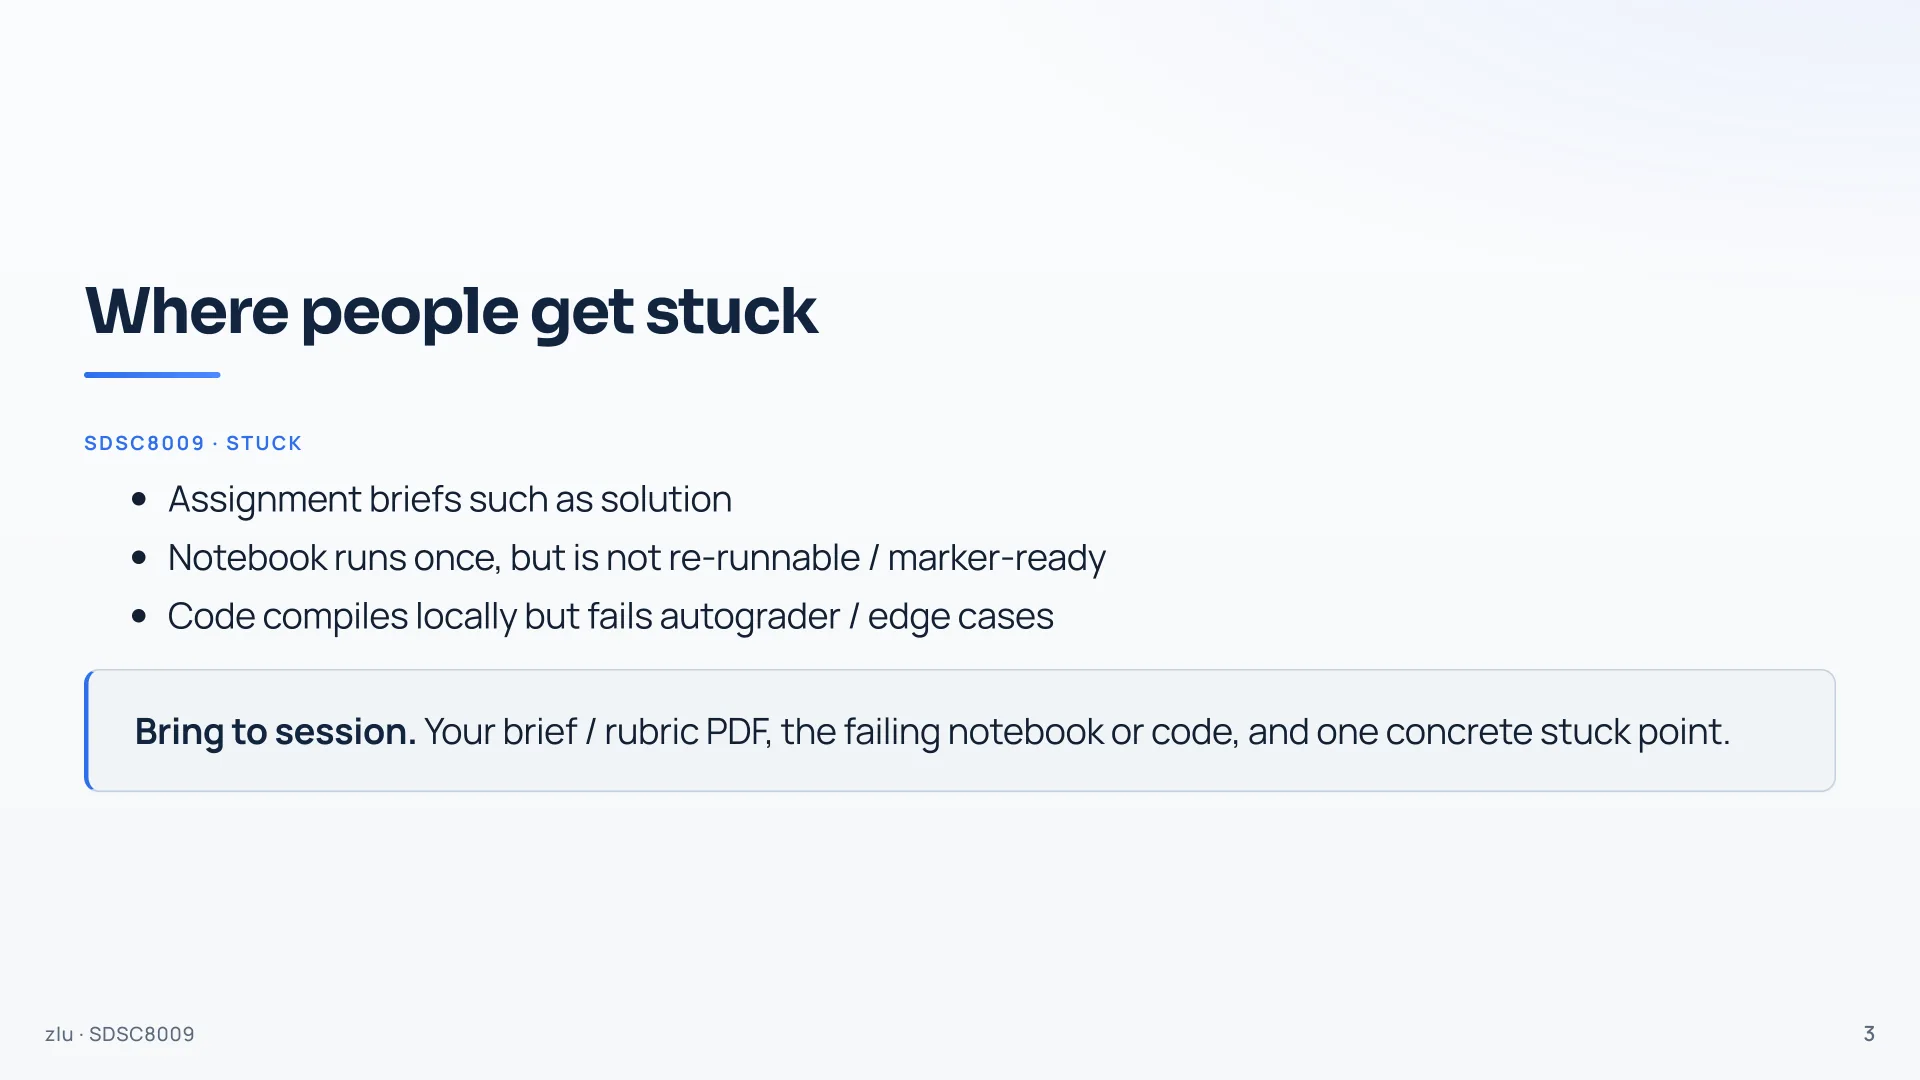 Where people get stuck
SDSC8009 · STUCK
• Assignment briefs such as solution
• Notebook runs once, but is not re-runnable / marker-ready
• Code compiles locally but fails autograder / edge cases
Bring to session. Your brief / rubric PDF, the failing notebook or code, and one concrete stuck point.
zlu · SDSC8009
3